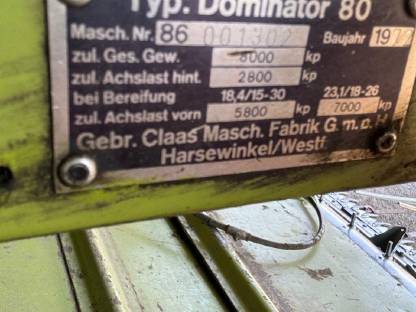 Typ. Dominator 80
Masch. Nr. 86 001302 Baujahr 197
zul. Ges. Gew. 8000 kp
zul. Achslast hint. 2800 kp
bei Bereifung 18,4/15-30 23,1/18-26
zul. Achslast vorn 5800 kp 7000 kp
Gebr. Claas Masch. Fabrik G.m.b.H
Harsewinkel/Westf